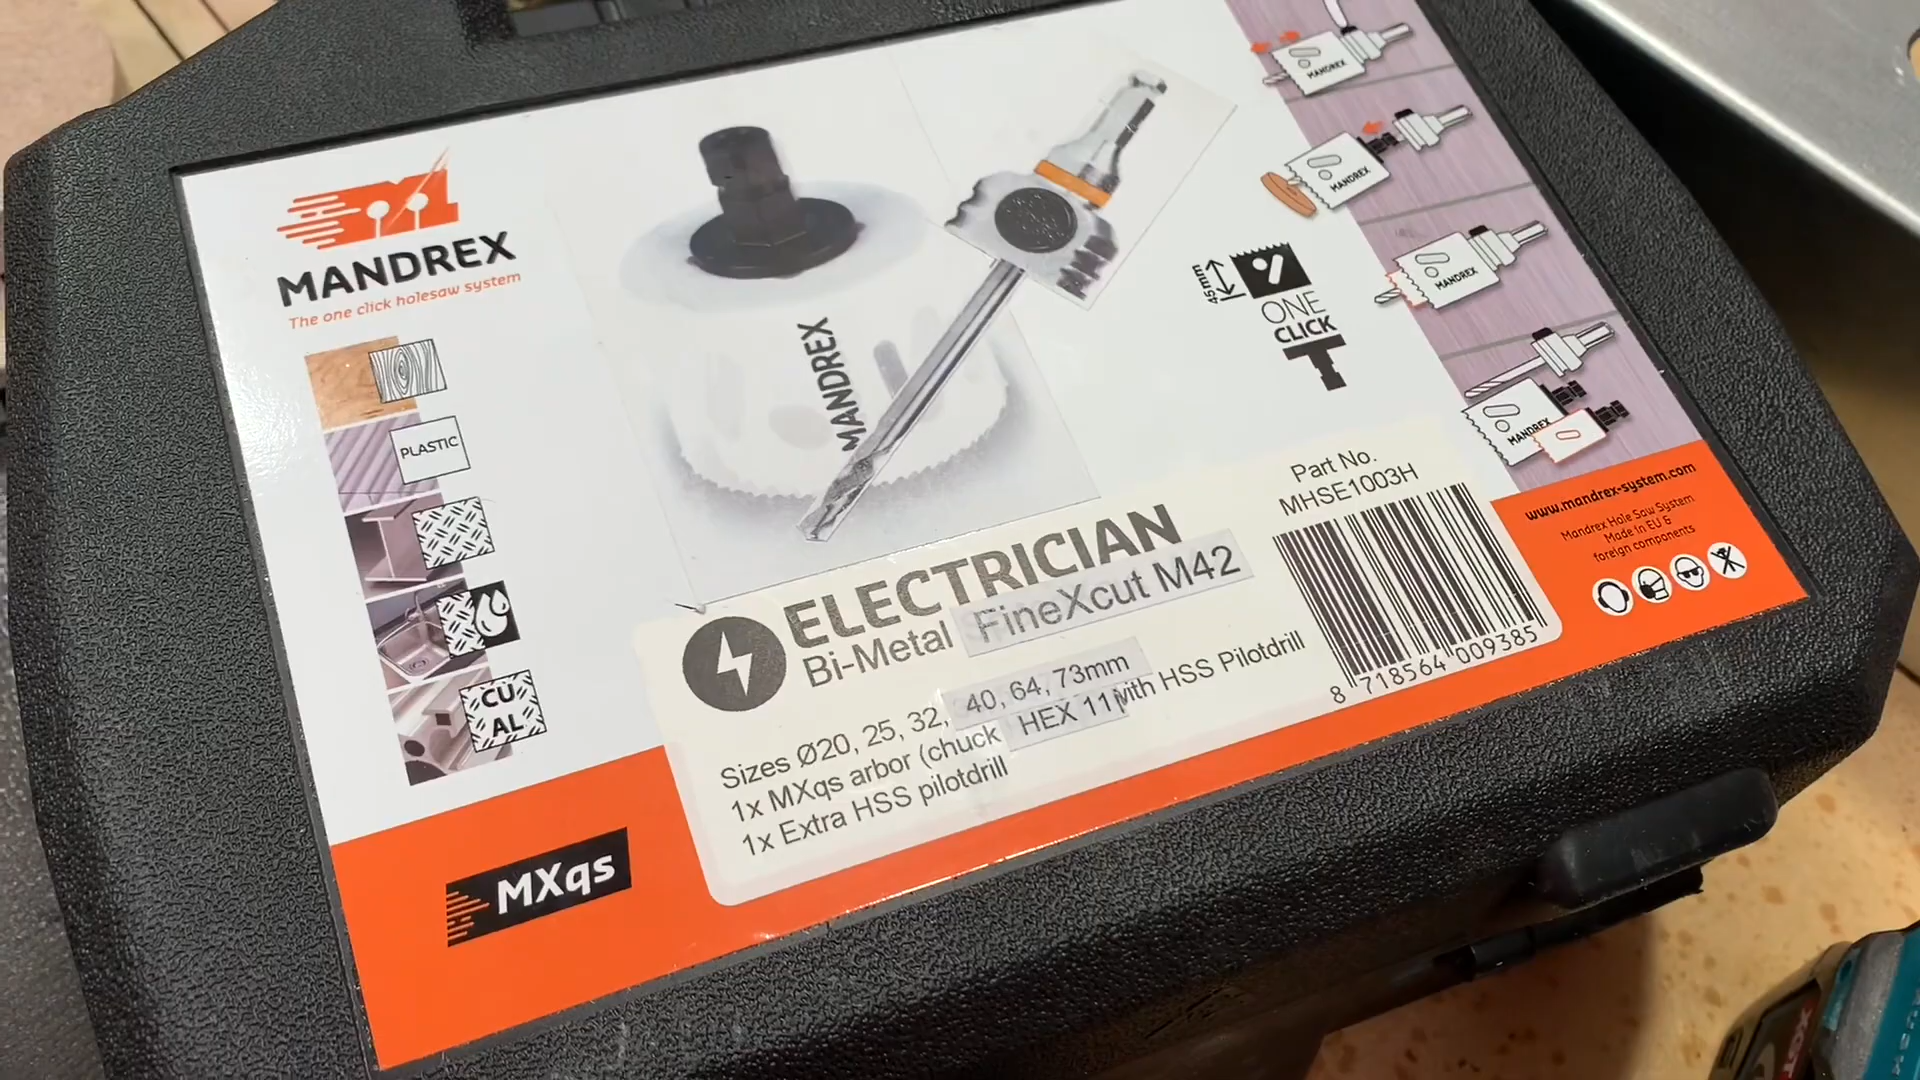 MANDREX
The one click holesaw system
PLASTIC
CU
AL
MANDREX
45mm
ONE
CLICK
MANDREX
MANDREX
MANDREX
MANDREX
Part No.
MHSE1003H
8 718564 009385
ELECTRICIAN
Bi-Metal FineXcut M42
Sizes Ø20, 25, 32, 40, 64, 73mm
1x MXqs arbor (chuck HEX 11 with HSS Pilotdrill
1x Extra HSS pilotdrill
www.mandrex-system.com
Mandrex Hole Saw System
Made in EU &
foreign components
MXqs